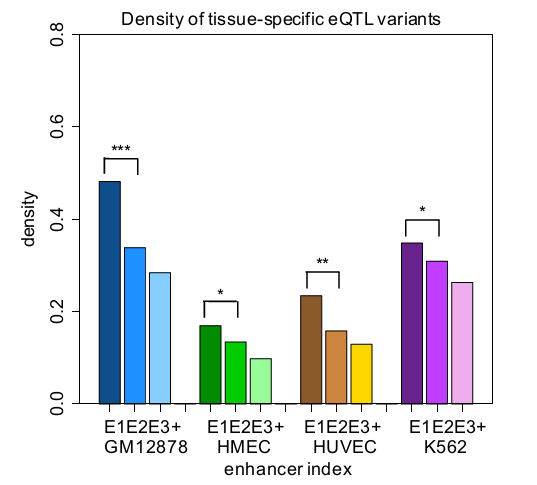 Density of tissue-specific eQTL variants
0.8
0.6
0.4
0.2
0.0
density
***
*
**
*
E1E2E3+ E1E2E3+ E1E2E3+ E1E2E3+
GM12878 HMEC HUVEC K562
enhancer index